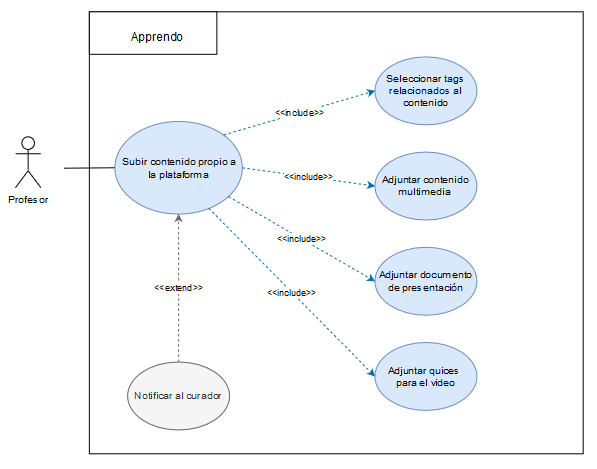 Apprendo
Seleccionar tags
relacionados al
contenido
<<include>>
Subir contenido propio a
la plataforma
<<include>>
Adjuntar contenido
multimedia
Profesor
<<include>>
Adjuntar documento
de presentación
<<extend>>
<<include>>
Adjuntar quices
para el video
Notificar al curador